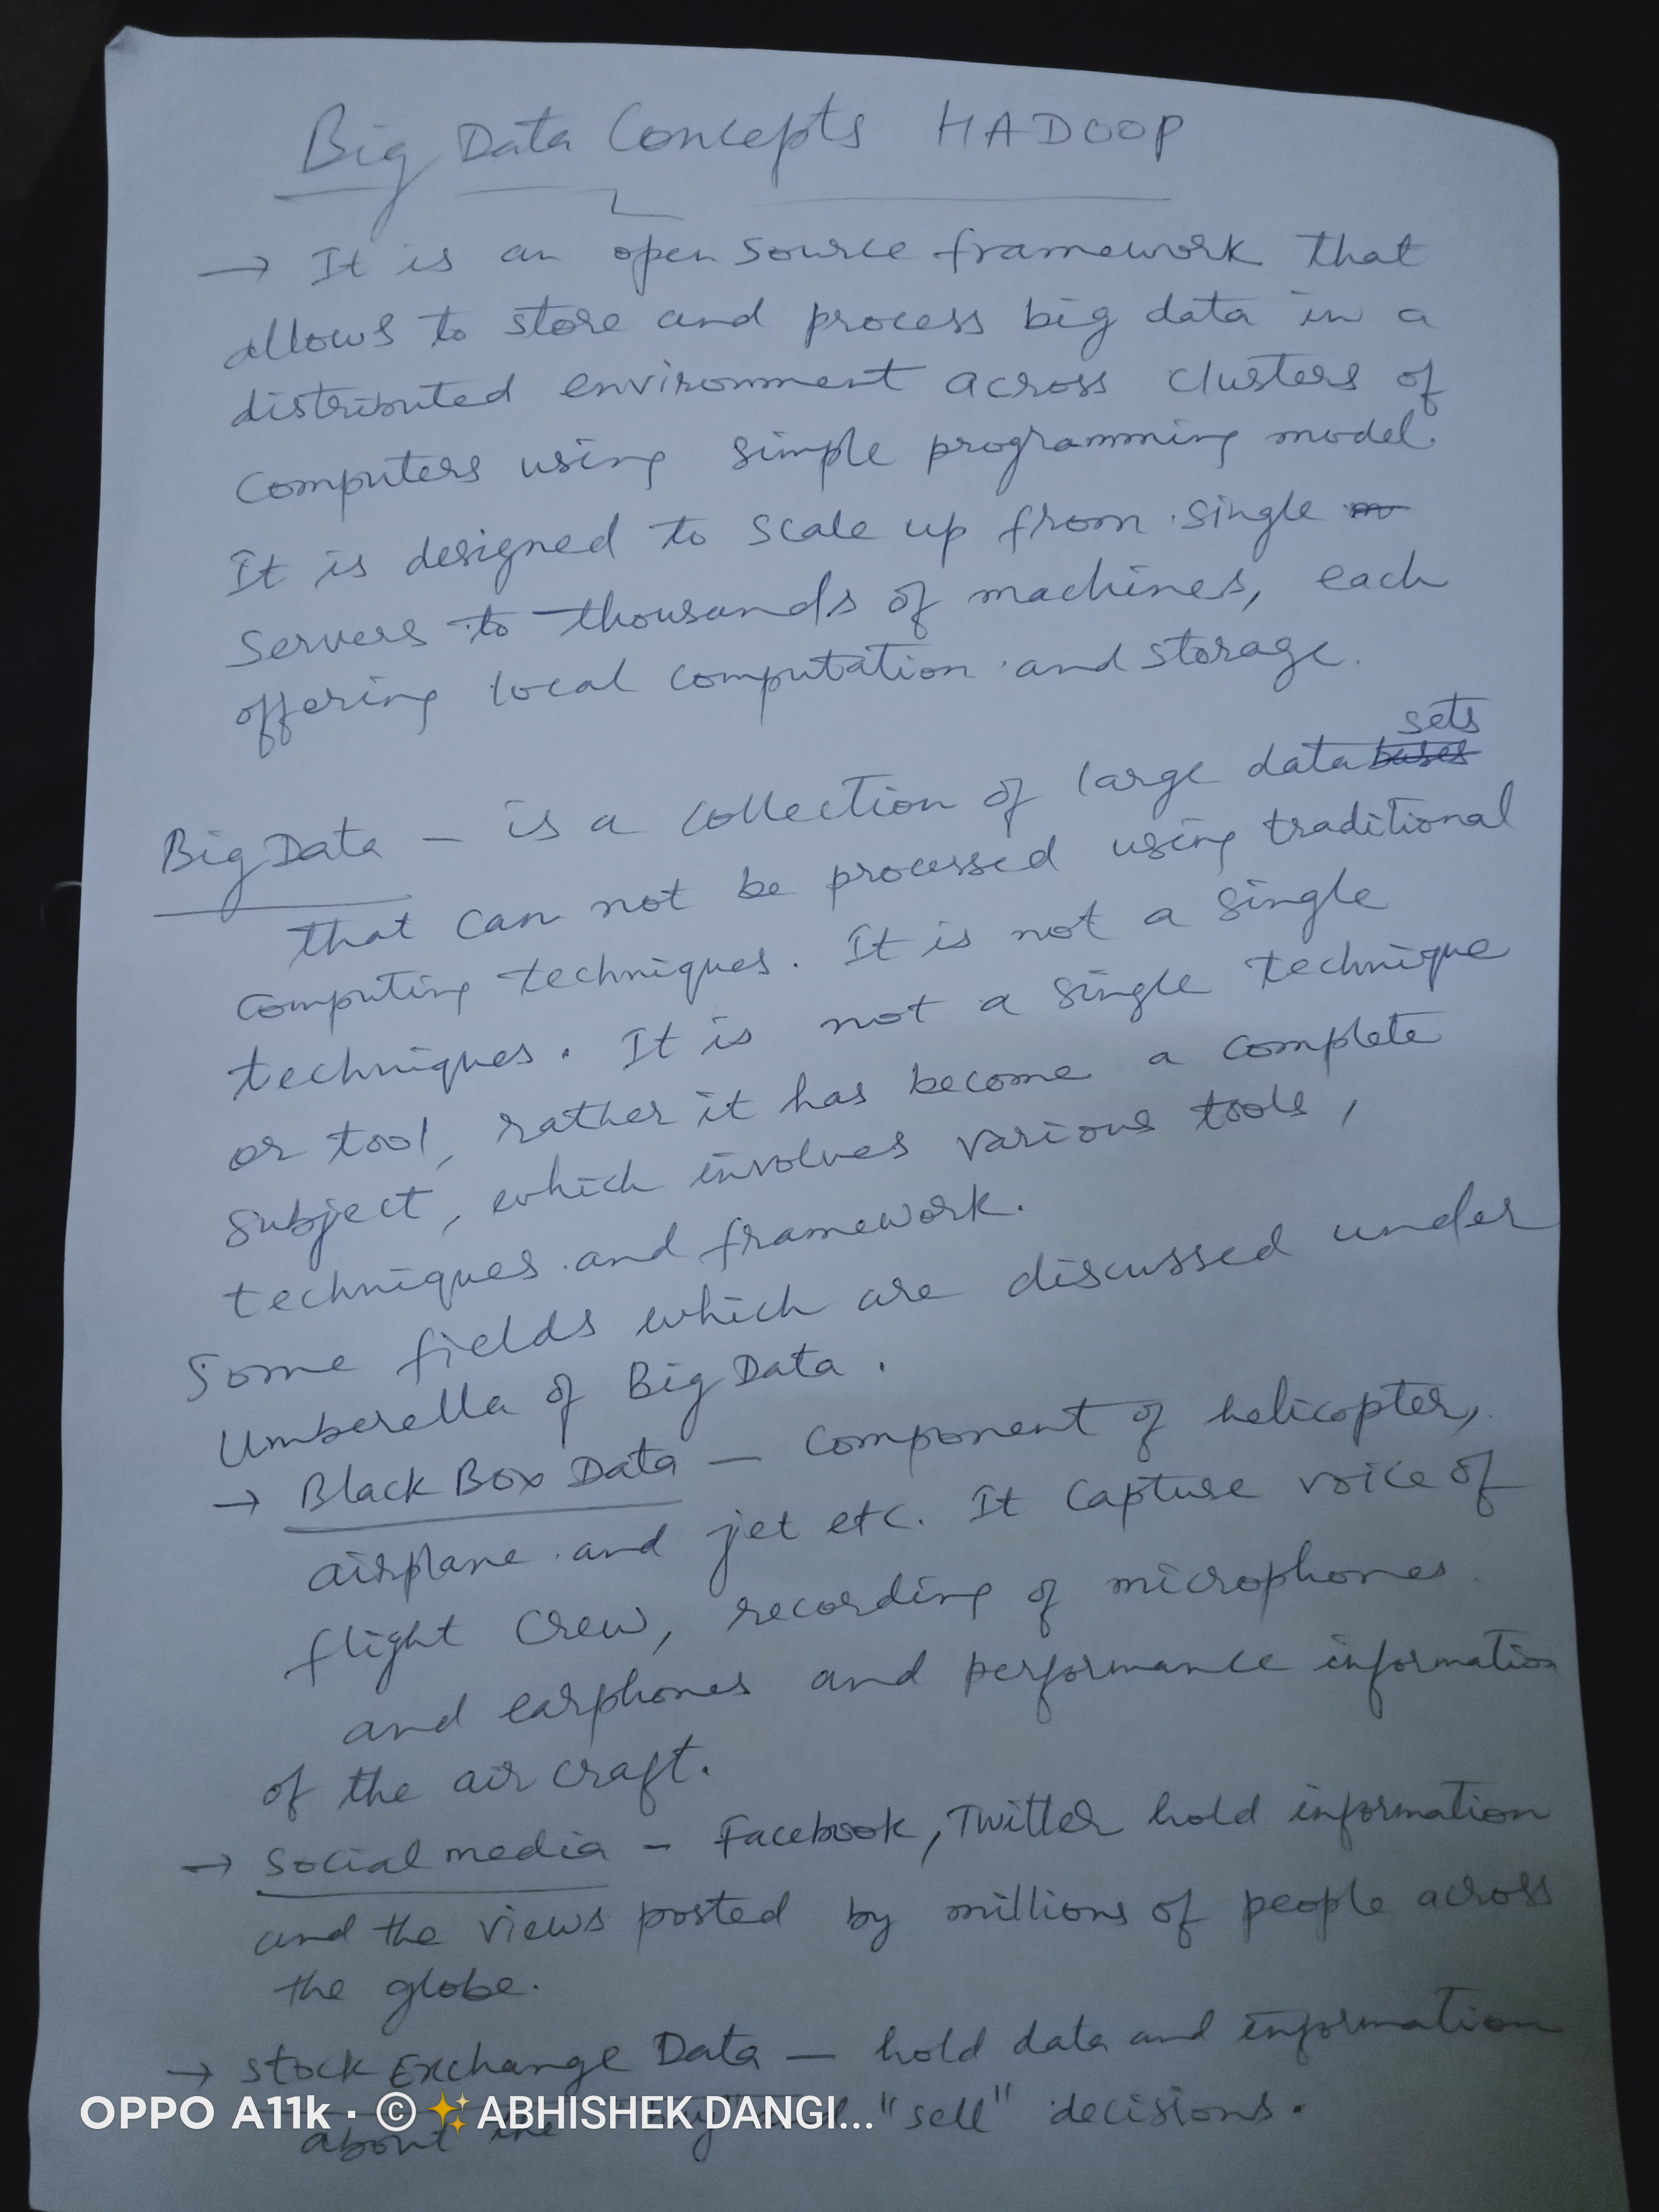 Big Data Concepts HADOOP
→ It is an open source framework that
allows to store and process big data in a
distributed environment across clusters of
Computers using simple programming model.
It is designed to scale up from single
Servers to thousands of machines, each
offering local computation and storage.
sets
Big Data – is a collection of large databases
that can not be processed using traditional
computing techniques. It is not a single
techniques. It is not a single technique
or tool, rather it has become a complete
subject, which involves various tools,
techniques and framework.
Some fields which are discussed under
Umberella of Big Data.
→ Black Box Data – Component of helicopter,
airplane and jet etc. It Capture voice of
flight Crew, recording of microphones
and earphones and performance information
of the air craft.
→ Social media – Facebook, Twitter hold information
and the views posted by millions of people across
the globe.
→ Stock Exchange Data – hold data and information
about the "sell" decisions.
OPPO A11k · ©✨ABHISHEK DANGI...